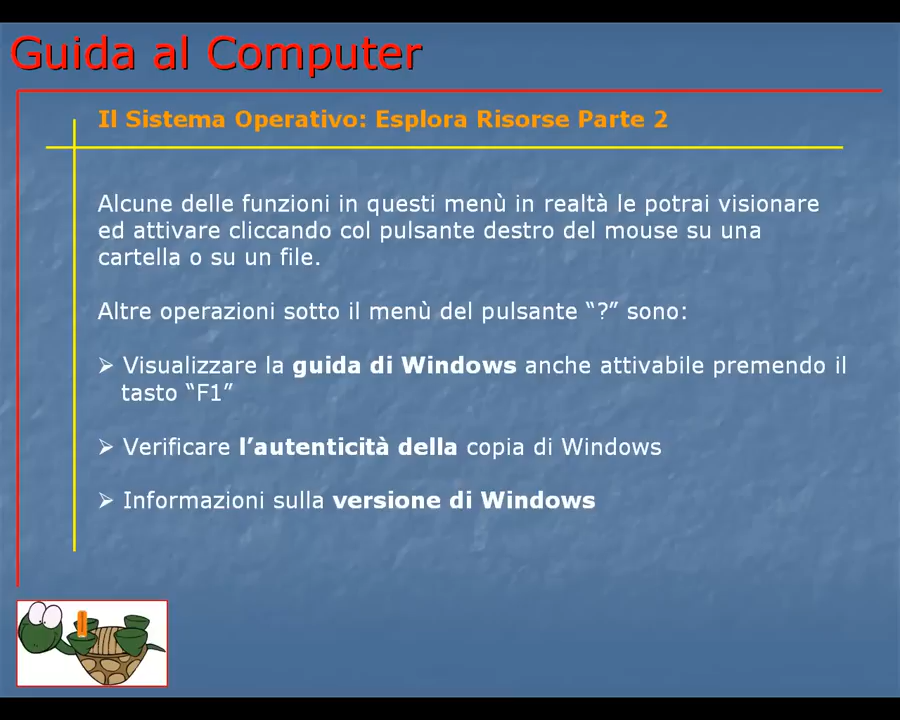 Guida al Computer
Il Sistema Operativo: Esplora Risorse Parte 2
Alcune delle funzioni in questi menù in realtà le potrai visionare
ed attivare cliccando col pulsante destro del mouse su una
cartella o su un file.
Altre operazioni sotto il menù del pulsante “?” sono:
➢ Visualizzare la guida di Windows anche attivabile premendo il
tasto “F1”
➢ Verificare l’autenticità della copia di Windows
➢ Informazioni sulla versione di Windows